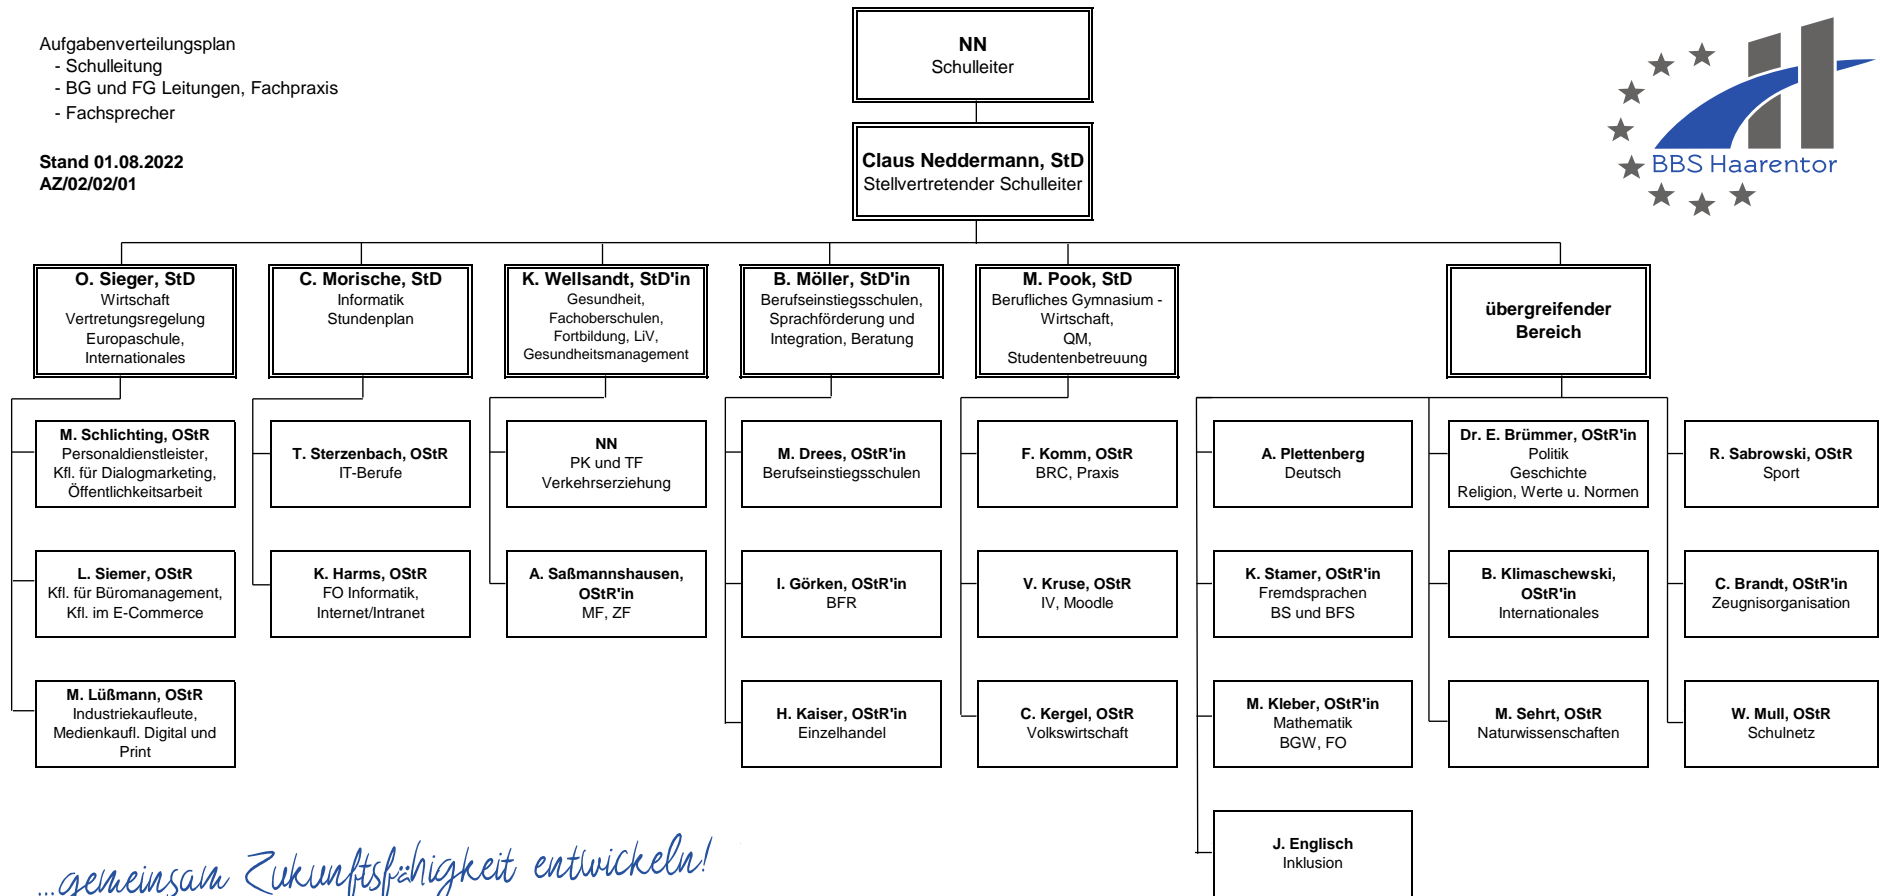 Aufgabenverteilungsplan
- Schulleitung
- BG und FG Leitungen, Fachpraxis
- Fachsprecher
Stand 01.08.2022
AZ/02/02/01
NN
Schulleiter
Claus Neddermann, StD
Stellvertretender Schulleiter
BBS Haarentor
O. Sieger, StD
Wirtschaft
Vertretungsregelung
Europaschule,
Internationales
C. Morische, StD
Informatik
Stundenplan
K. Wellsandt, StD'in
Gesundheit,
Fachoberschulen,
Fortbildung, LiV,
Gesundheitsmanagement
B. Möller, StD'in
Berufseinstiegsschulen,
Sprachförderung und
Integration, Beratung
M. Pook, StD
Berufliches Gymnasium -
Wirtschaft,
QM,
Studentenbetreuung
übergreifender
Bereich
M. Schlichting, OStR
Personaldienstleister,
Kfl. für Dialogmarketing,
Öffentlichkeitsarbeit
T. Sterzenbach, OStR
IT-Berufe
NN
PK und TF
Verkehrserziehung
M. Drees, OStR'in
Berufseinstiegsschulen
F. Komm, OStR
BRC, Praxis
A. Plettenberg
Deutsch
Dr. E. Brümmer, OStR'in
Politik
Geschichte
Religion, Werte u. Normen
R. Sabrowski, OStR
Sport
L. Siemer, OStR
Kfl. für Büromanagement,
Kfl. im E-Commerce
K. Harms, OStR
FO Informatik,
Internet/Intranet
A. Saßmannshausen,
OStR'in
MF, ZF
I. Görken, OStR'in
BFR
V. Kruse, OStR
IV, Moodle
K. Stamer, OStR'in
Fremdsprachen
BS und BFS
B. Klimaschewski,
OStR'in
Internationales
C. Brandt, OStR'in
Zeugnisorganisation
M. Lüßmann, OStR
Industriekaufleute,
Medienkaufl. Digital und
Print
H. Kaiser, OStR'in
Einzelhandel
C. Kergel, OStR
Volkswirtschaft
M. Kleber, OStR'in
Mathematik
BGW, FO
M. Sehrt, OStR
Naturwissenschaften
W. Mull, OStR
Schulnetz
J. Englisch
Inklusion
...gemeinsam Zukunftsfähigkeit entwickeln!